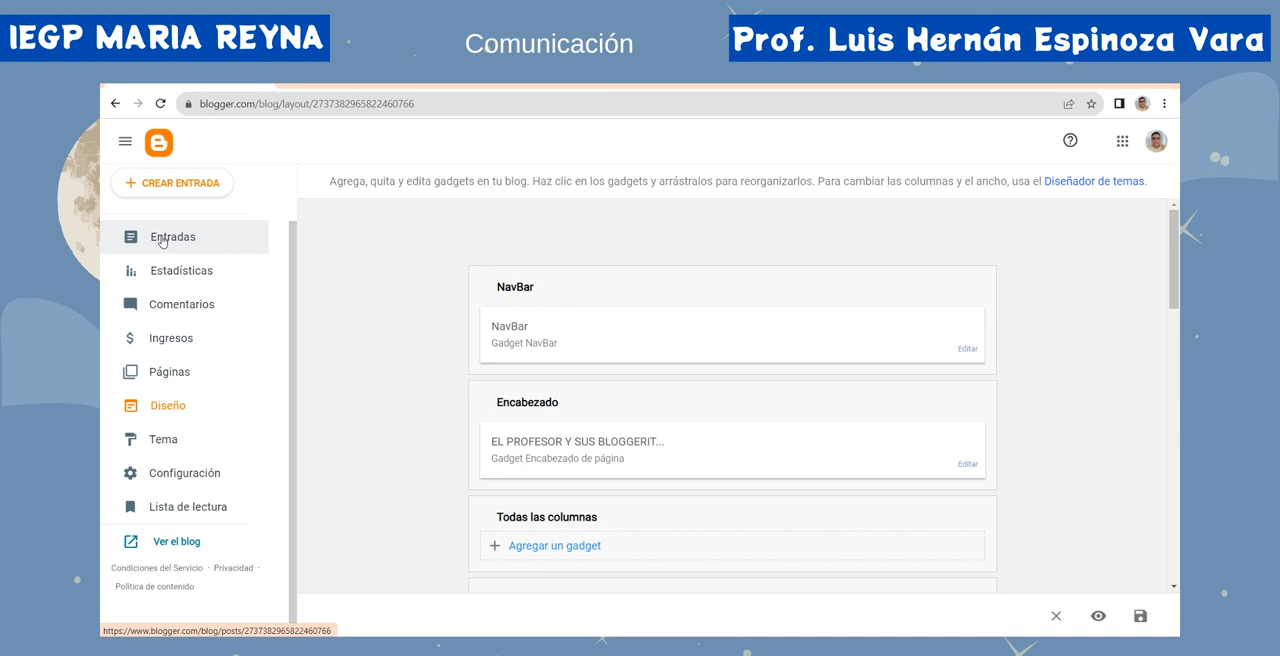 IEGP MARIA REYNA
Comunicación
Prof. Luis Hernán Espinoza Vara
blogger.com/blog/layout/2737382965822460766
CREAR ENTRADA
Agrega, quita y edita gadgets en tu blog. Haz clic en los gadgets y arrástralos para reorganizarlos. Para cambiar las columnas y el ancho, usa el Diseñador de temas.
Entradas
Estadísticas
Comentarios
Ingresos
Páginas
Diseño
Tema
Configuración
Lista de lectura
Ver el blog
Condiciones del Servicio · Privacidad ·
Política de contenido
NavBar
NavBar
Gadget NavBar
Editar
Encabezado
EL PROFESOR Y SUS BLOGGERIT...
Gadget Encabezado de página
Editar
Todas las columnas
Agregar un gadget
https://www.blogger.com/blog/posts/2737382965822460766